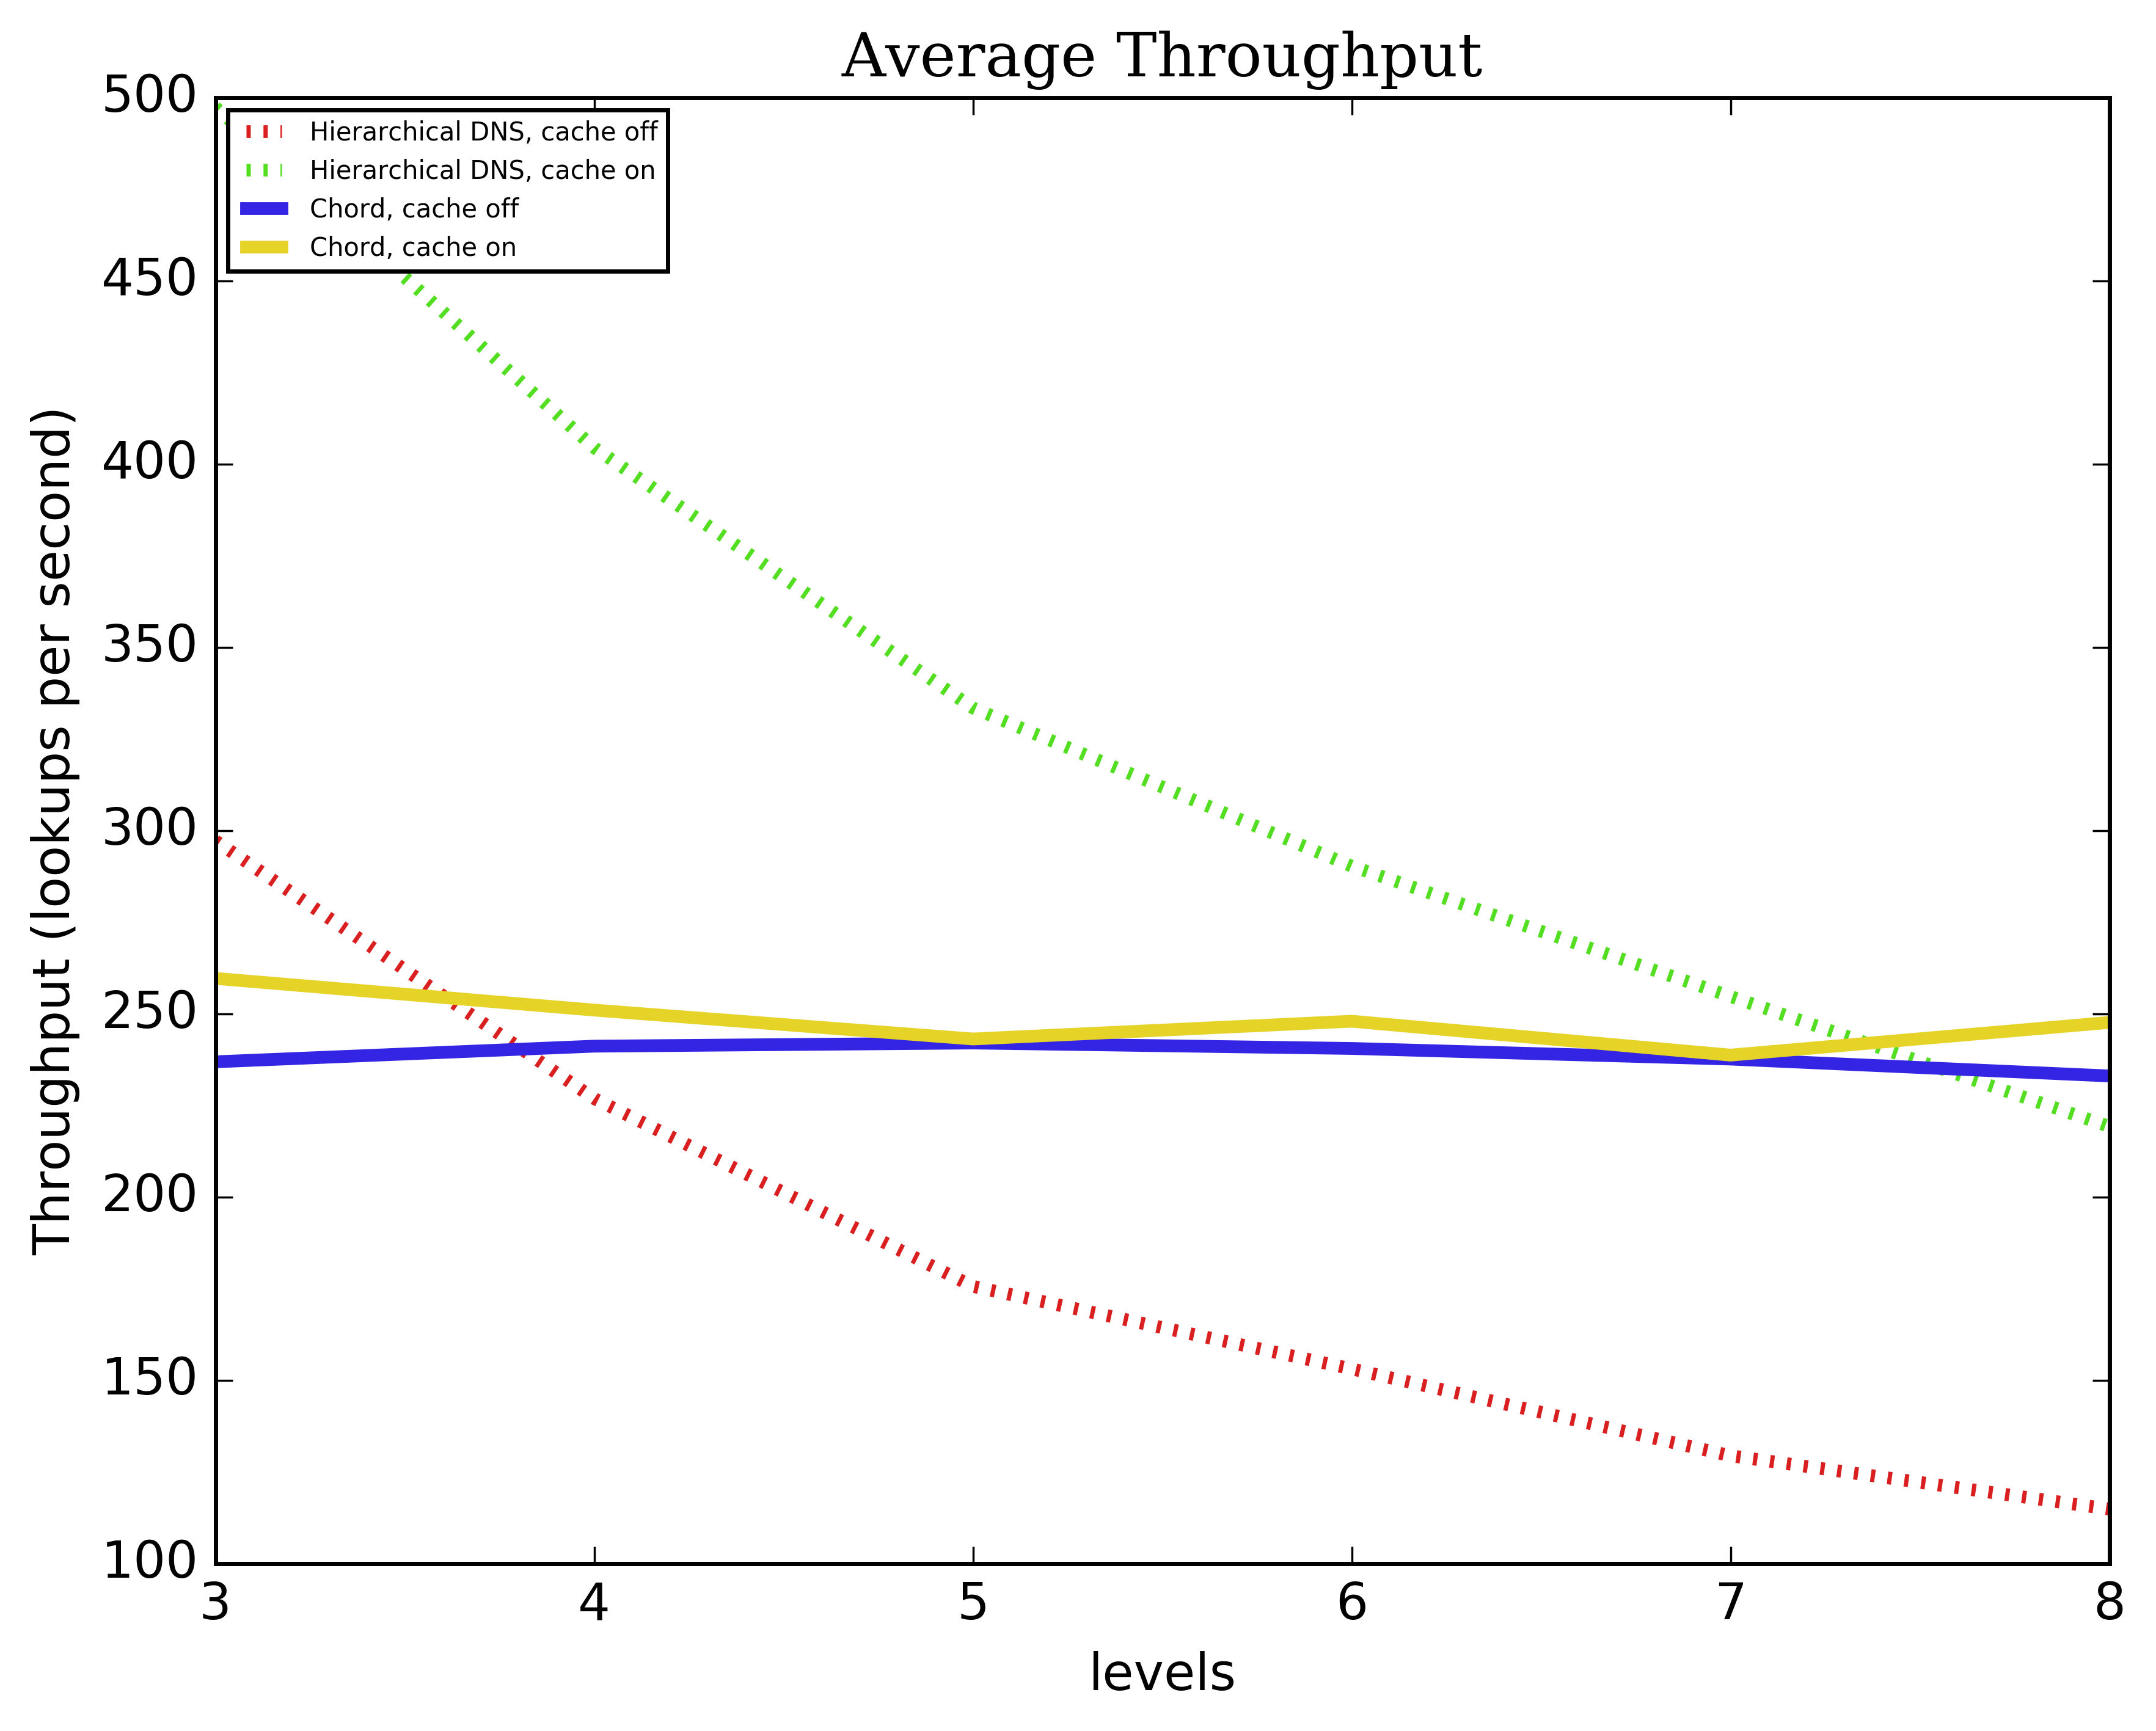 Average Throughput
Hierarchical DNS, cache off
Hierarchical DNS, cache on
Chord, cache off
Chord, cache on
Throughput (lookups per second)
500
450
400
350
300
250
200
150
100
3 4 5 6 7 8
levels